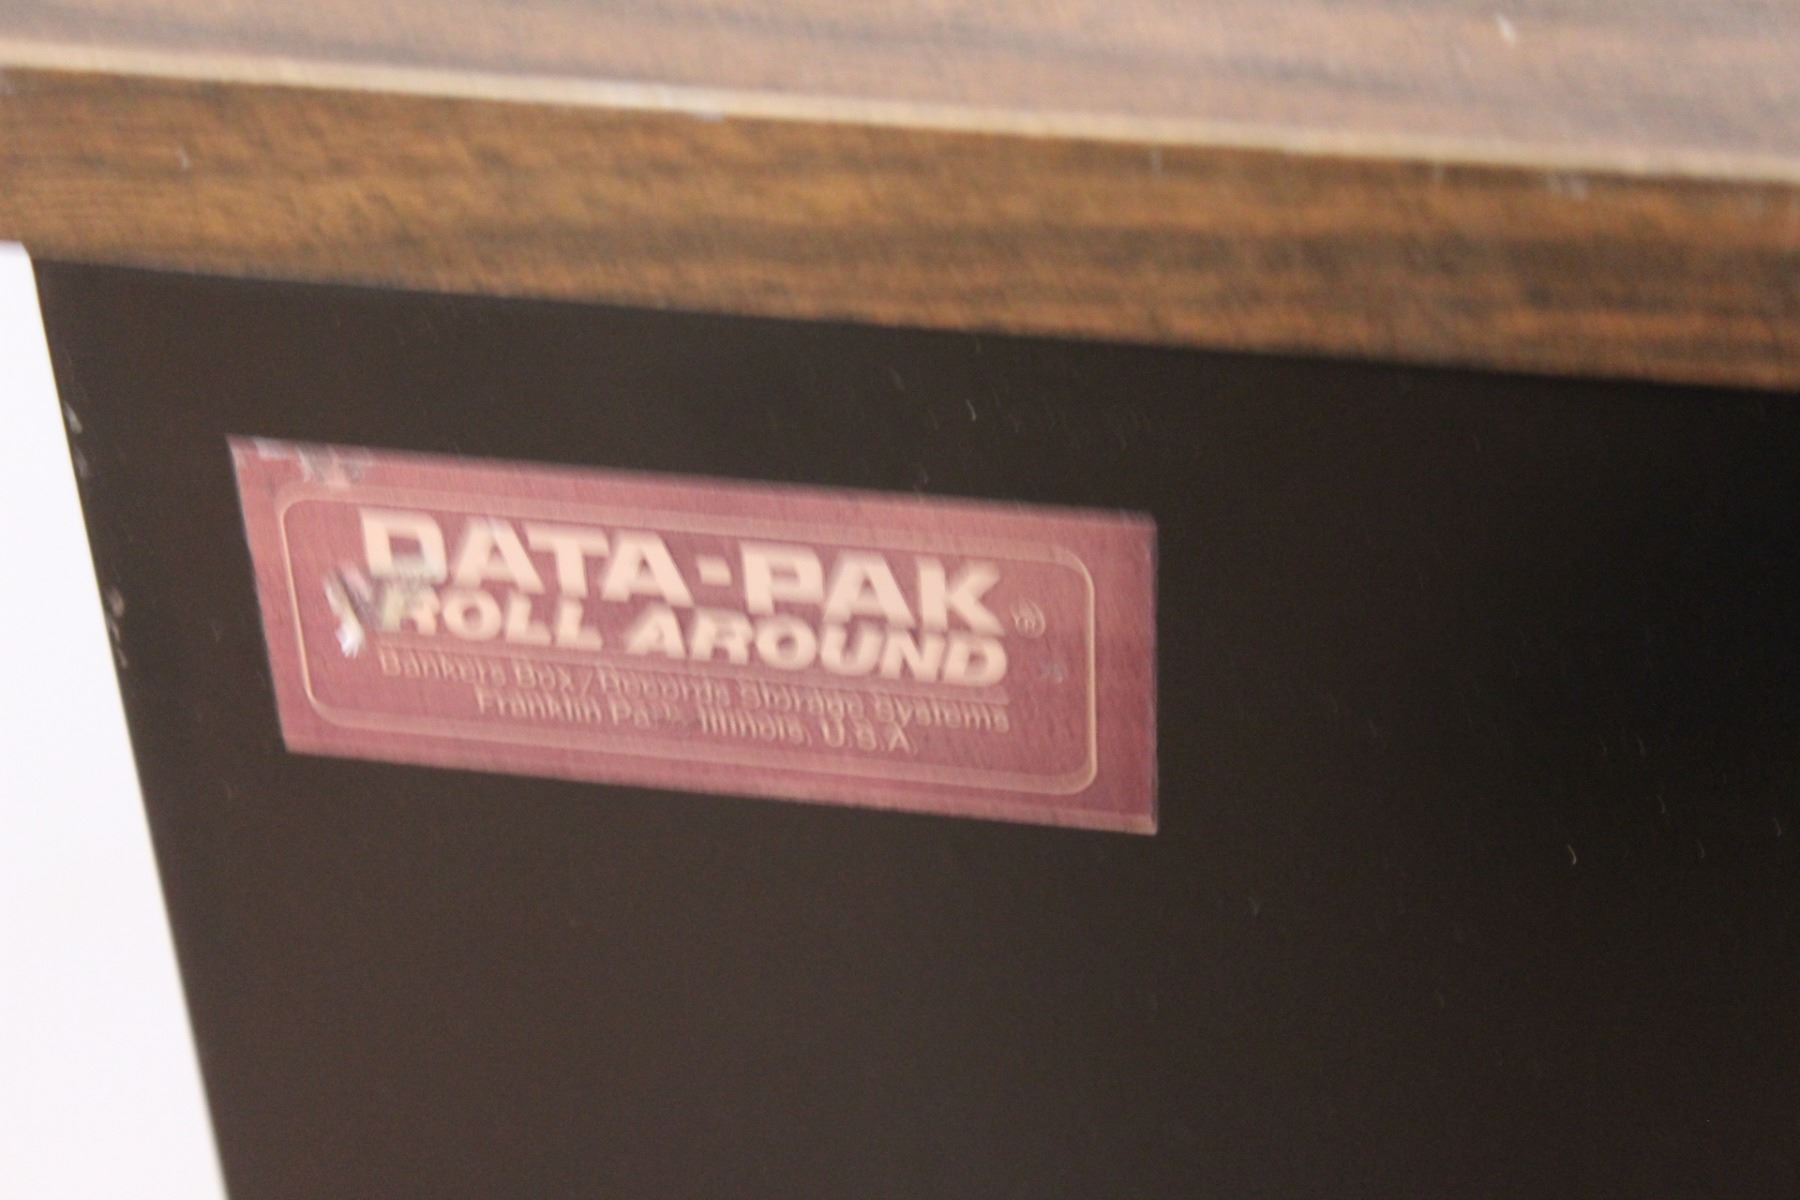 DATA-PAK®
ROLL AROUND
Bankers Box/Records Storage Systems
Franklin Park, Illinois, U.S.A.